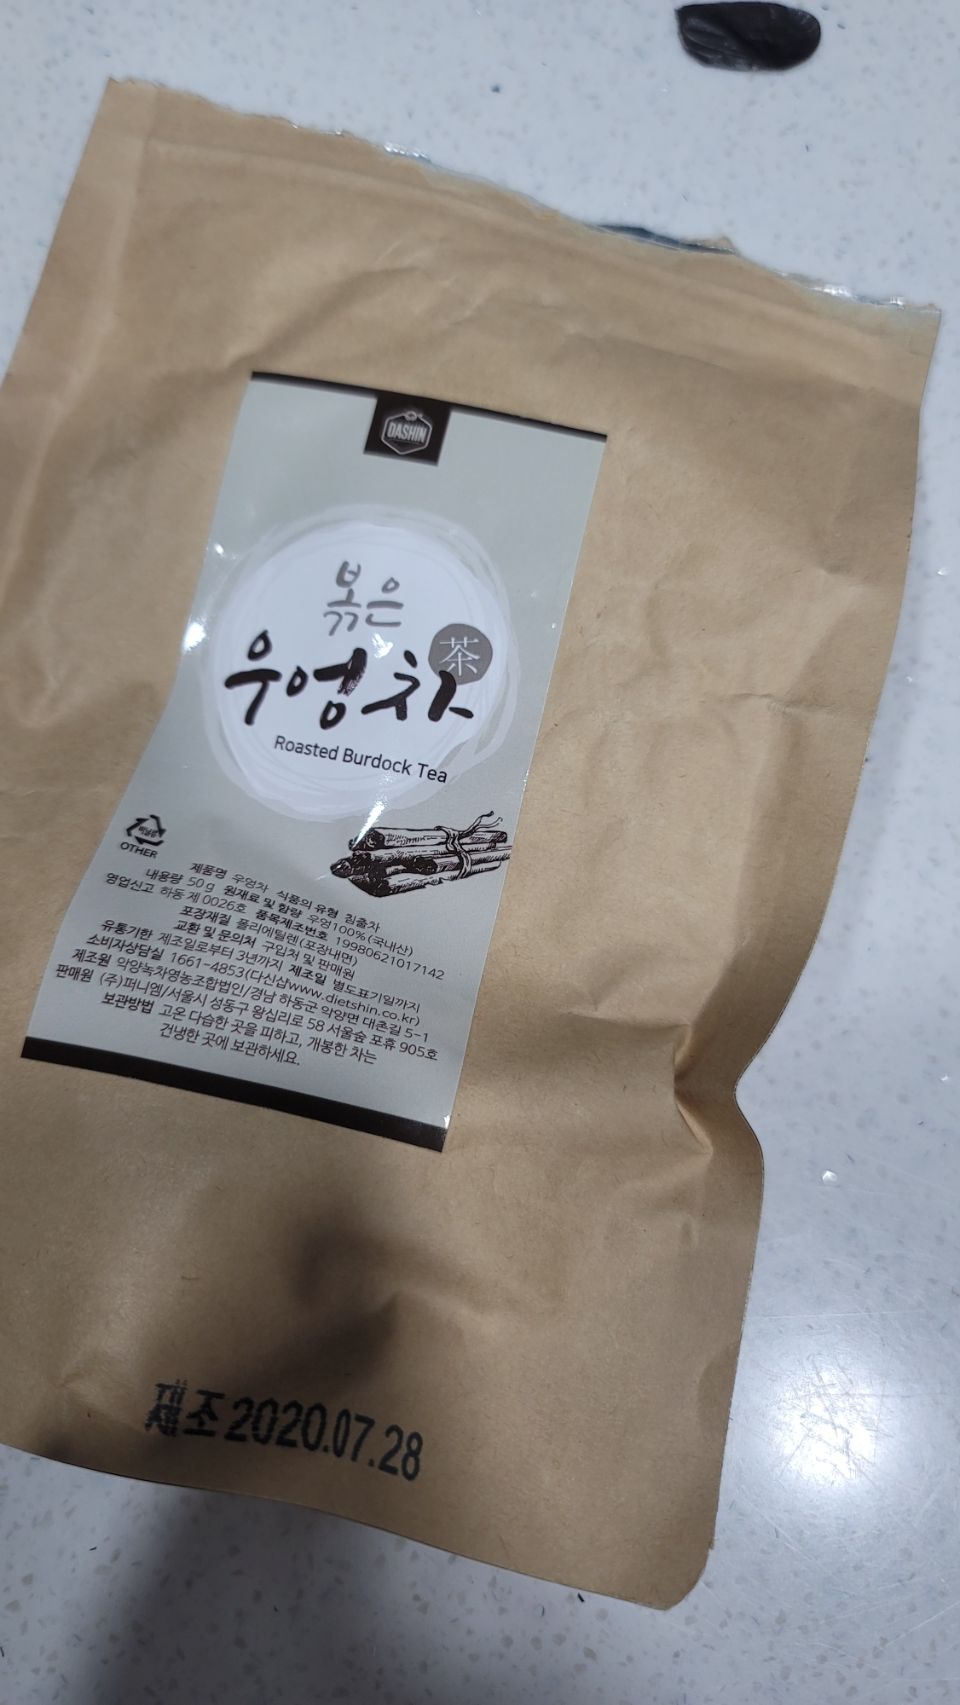 DASHIN
볶은
우엉차
茶
Roasted Burdock Tea
비닐류
OTHER
제품명 우엉차 식품의 유형 침출차
내용량 50g 원재료 및 함량 우엉100%(국내산)
영업신고 하동 제 0026호 품목제조번호 19980621017142
포장재질 폴리에틸렌(포장내면)
교환 및 문의처 구입처 및 판매원
유통기한 제조일로부터 3년까지 제조일 별도표기일까지
소비자상담실 1661-4853(다신샵www.dietshin.co.kr)
제조원 악양녹차영농조합법인/경남 하동군 악양면 대촌길 5-1
판매원 (주)퍼니엠/서울시 성동구 왕십리로 58 서울숲 포휴 905호
보관방법 고온 다습한 곳을 피하고, 개봉한 차는
건냉한 곳에 보관하세요.
제조 2020.07.28